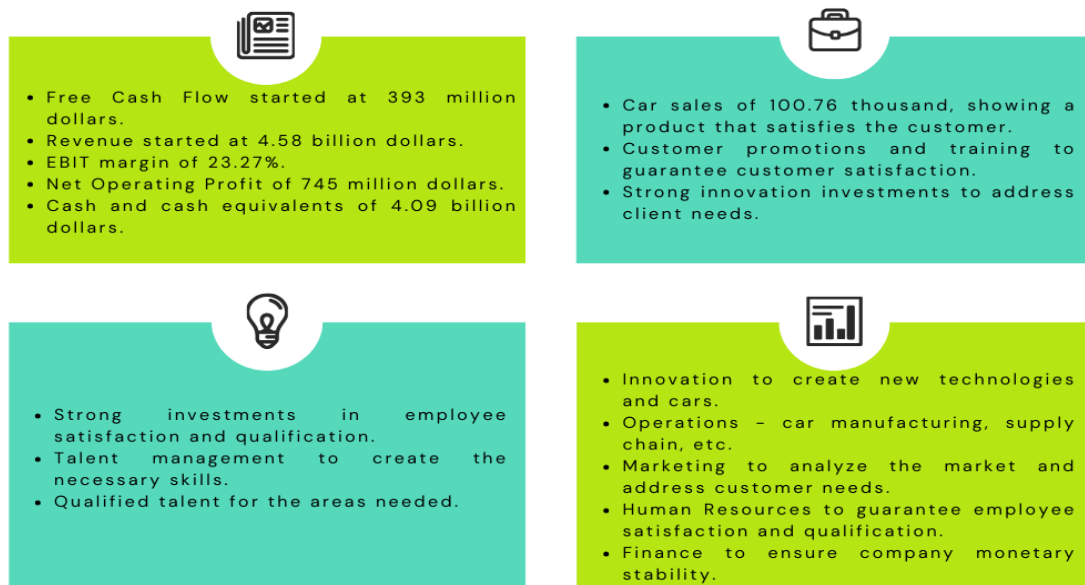 • Free Cash Flow started at 393 million
dollars.
• Revenue started at 4.58 billion dollars.
• EBIT margin of 23.27%.
• Net Operating Profit of 745 million dollars.
• Cash and cash equivalents of 4.09 billion
dollars.
• Car sales of 100.76 thousand, showing a
product that satisfies the customer.
• Customer promotions and training to
guarantee customer satisfaction.
• Strong innovation investments to address
client needs.
• Strong investments in employee
satisfaction and qualification.
• Talent management to create the
necessary skills.
• Qualified talent for the areas needed.
• Innovation to create new technologies
and cars.
• Operations - car manufacturing, supply
chain, etc.
• Marketing to analyze the market and
address customer needs.
• Human Resources to guarantee employee
satisfaction and qualification.
• Finance to ensure company monetary
stability.